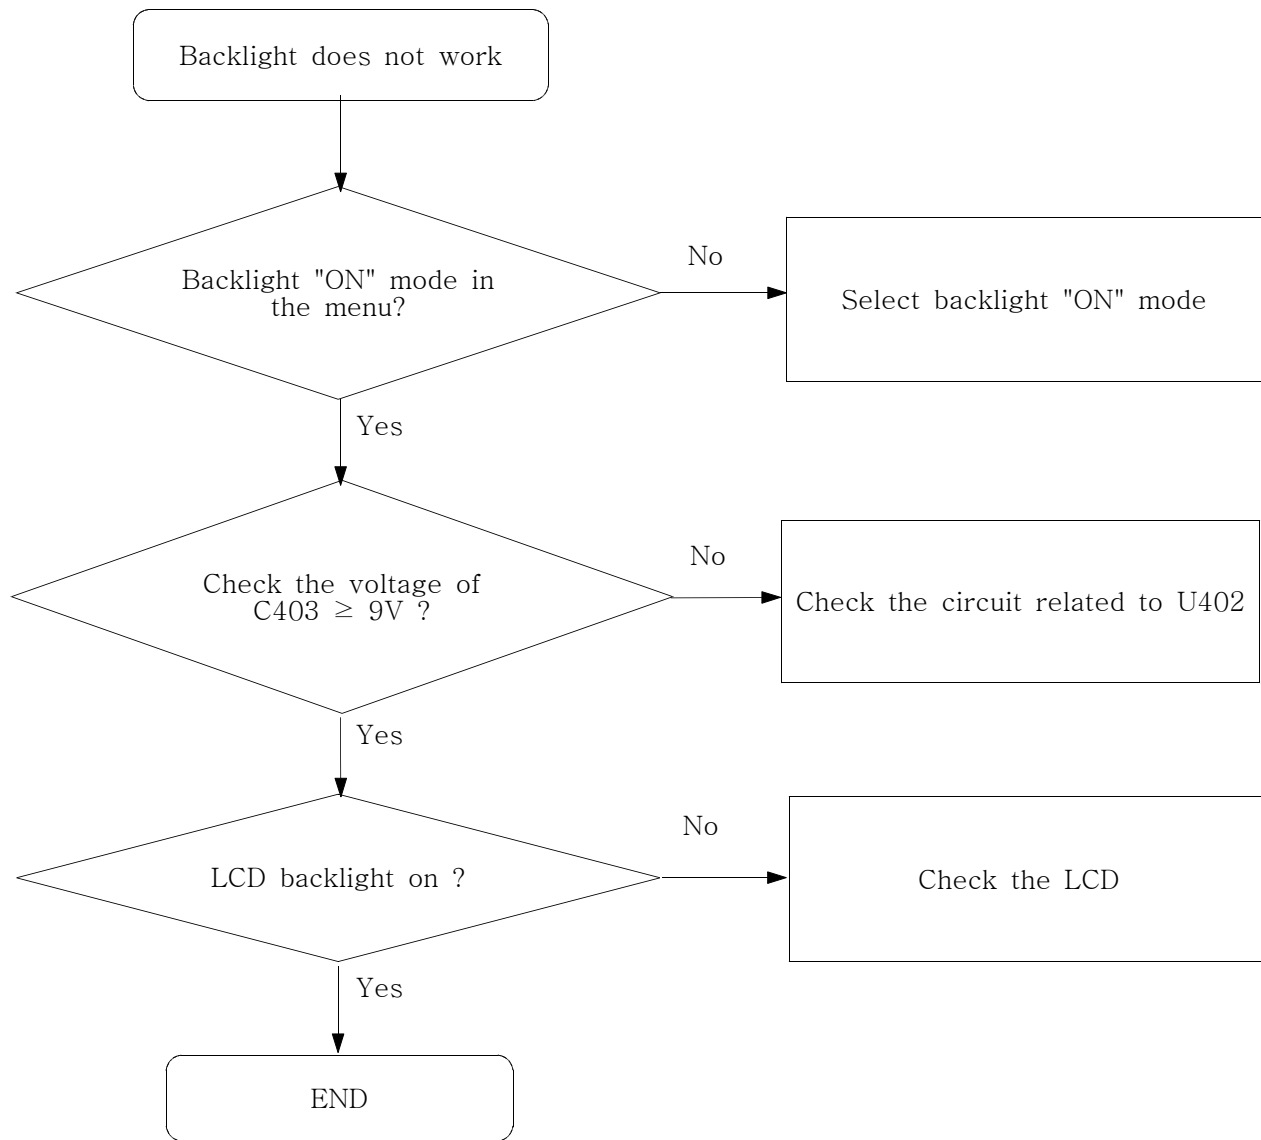 Backlight does not work
Backlight "ON" mode in
the menu?
No
Select backlight "ON" mode
Yes
Check the voltage of
C403 ≥ 9V ?
No
Check the circuit related to U402
Yes
LCD backlight on ?
No
Check the LCD
Yes
END